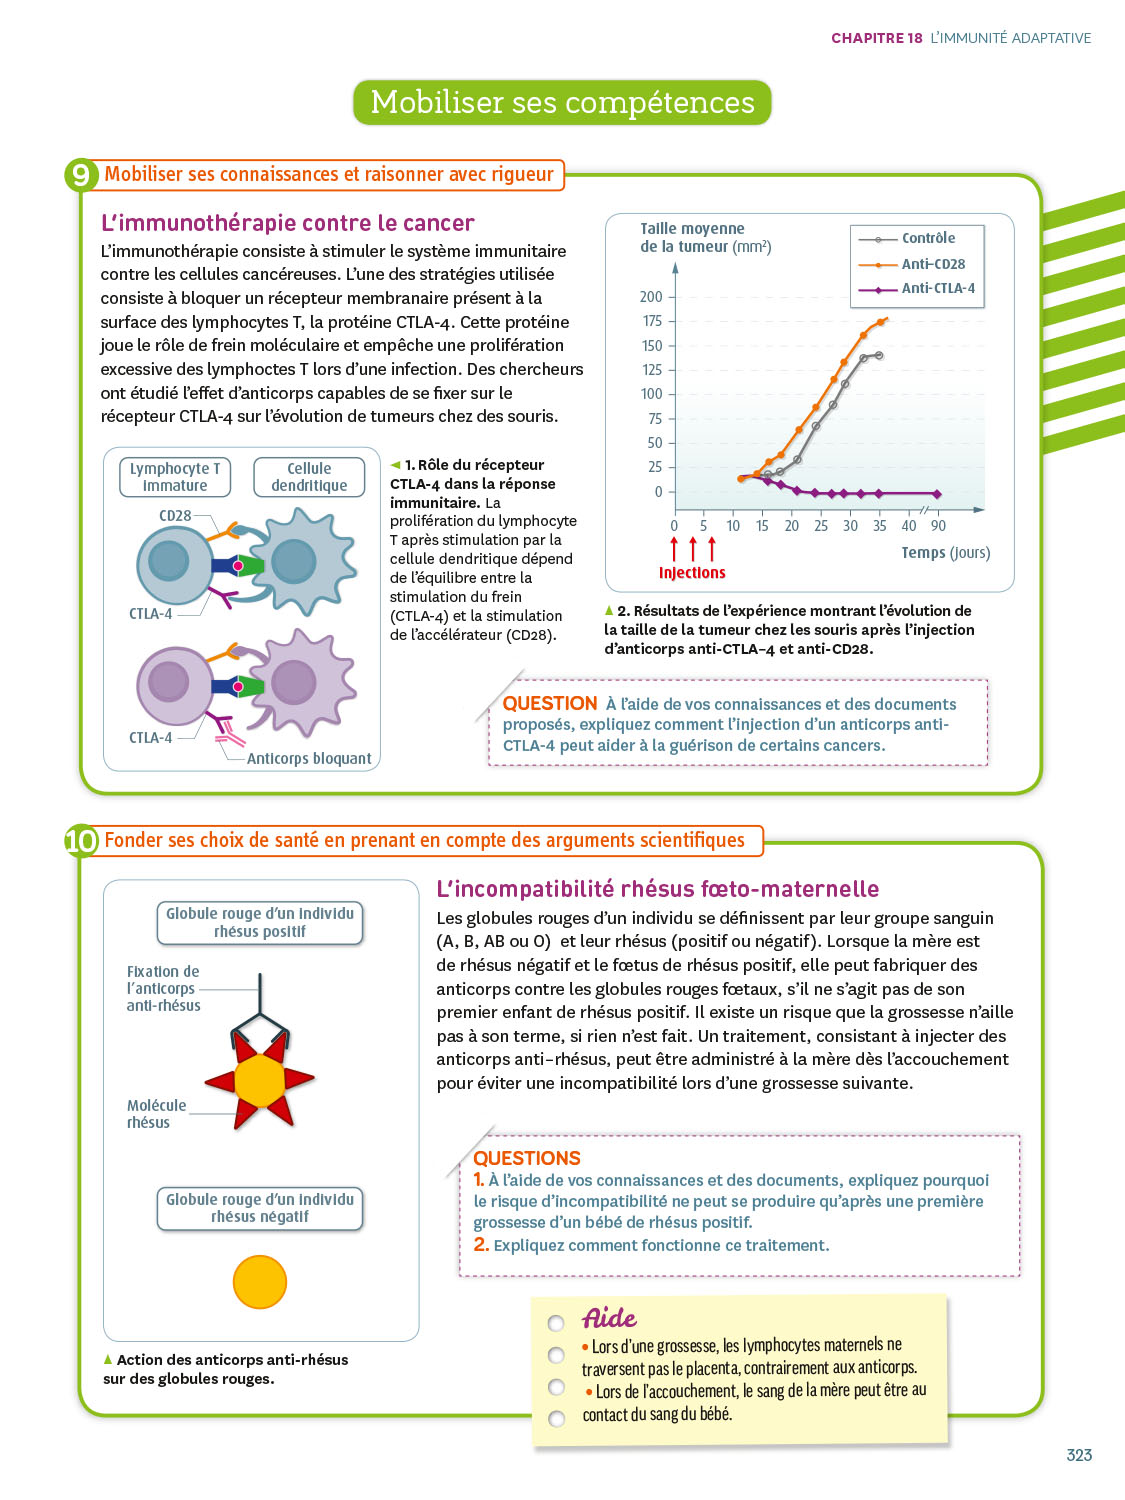 CHAPITRE 18 L'IMMUNITÉ ADAPTATIVE
Mobiliser ses compétences
9 Mobiliser ses connaissances et raisonner avec rigueur
L'immunothérapie contre le cancer
L'immunothérapie consiste à stimuler le système immunitaire
contre les cellules cancéreuses. L'une des stratégies utilisée
consiste à bloquer un récepteur membranaire présent à la
surface des lymphocytes T, la protéine CTLA-4. Cette protéine
joue le rôle de frein moléculaire et empêche une prolifération
excessive des lymphoctes T lors d'une infection. Des chercheurs
ont étudié l'effet d'anticorps capables de se fixer sur le
récepteur CTLA-4 sur l'évolution de tumeurs chez des souris.
Lymphocyte T
immature
Cellule
dendritique
CD28
CTLA-4
CTLA-4
Anticorps bloquant
1. Rôle du récepteur
CTLA-4 dans la réponse
immunitaire. La
prolifération du lymphocyte
T après stimulation par la
cellule dendritique dépend
de l'équilibre entre la
stimulation du frein
(CTLA-4) et la stimulation
de l'accélérateur (CD28).
Taille moyenne
de la tumeur (mm²)
Contrôle
Anti-CD28
Anti-CTLA-4
200
175
150
125
100
75
50
25
0
0 5 10 15 20 25 30 35 40 // 90
Temps (jours)
Injections
2. Résultats de l'expérience montrant l'évolution de
la taille de la tumeur chez les souris après l'injection
d'anticorps anti-CTLA-4 et anti-CD28.
QUESTION À l'aide de vos connaissances et des documents
proposés, expliquez comment l'injection d'un anticorps anti-
CTLA-4 peut aider à la guérison de certains cancers.
10 Fonder ses choix de santé en prenant en compte des arguments scientifiques
Globule rouge d'un individu
rhésus positif
Fixation de
l'anticorps
anti-rhésus
Molécule
rhésus
Globule rouge d'un individu
rhésus négatif
Action des anticorps anti-rhésus
sur des globules rouges.
L'incompatibilité rhésus fœto-maternelle
Les globules rouges d'un individu se définissent par leur groupe sanguin
(A, B, AB ou O) et leur rhésus (positif ou négatif). Lorsque la mère est
de rhésus négatif et le fœtus de rhésus positif, elle peut fabriquer des
anticorps contre les globules rouges fœtaux, s'il ne s'agit pas de son
premier enfant de rhésus positif. Il existe un risque que la grossesse n'aille
pas à son terme, si rien n'est fait. Un traitement, consistant à injecter des
anticorps anti-rhésus, peut être administré à la mère dès l'accouchement
pour éviter une incompatibilité lors d'une grossesse suivante.
QUESTIONS
1. À l'aide de vos connaissances et des documents, expliquez pourquoi
le risque d'incompatibilité ne peut se produire qu'après une première
grossesse d'un bébé de rhésus positif.
2. Expliquez comment fonctionne ce traitement.
Aide
• Lors d'une grossesse, les lymphocytes maternels ne
traversent pas le placenta, contrairement aux anticorps.
• Lors de l'accouchement, le sang de la mère peut être au
contact du sang du bébé.
323